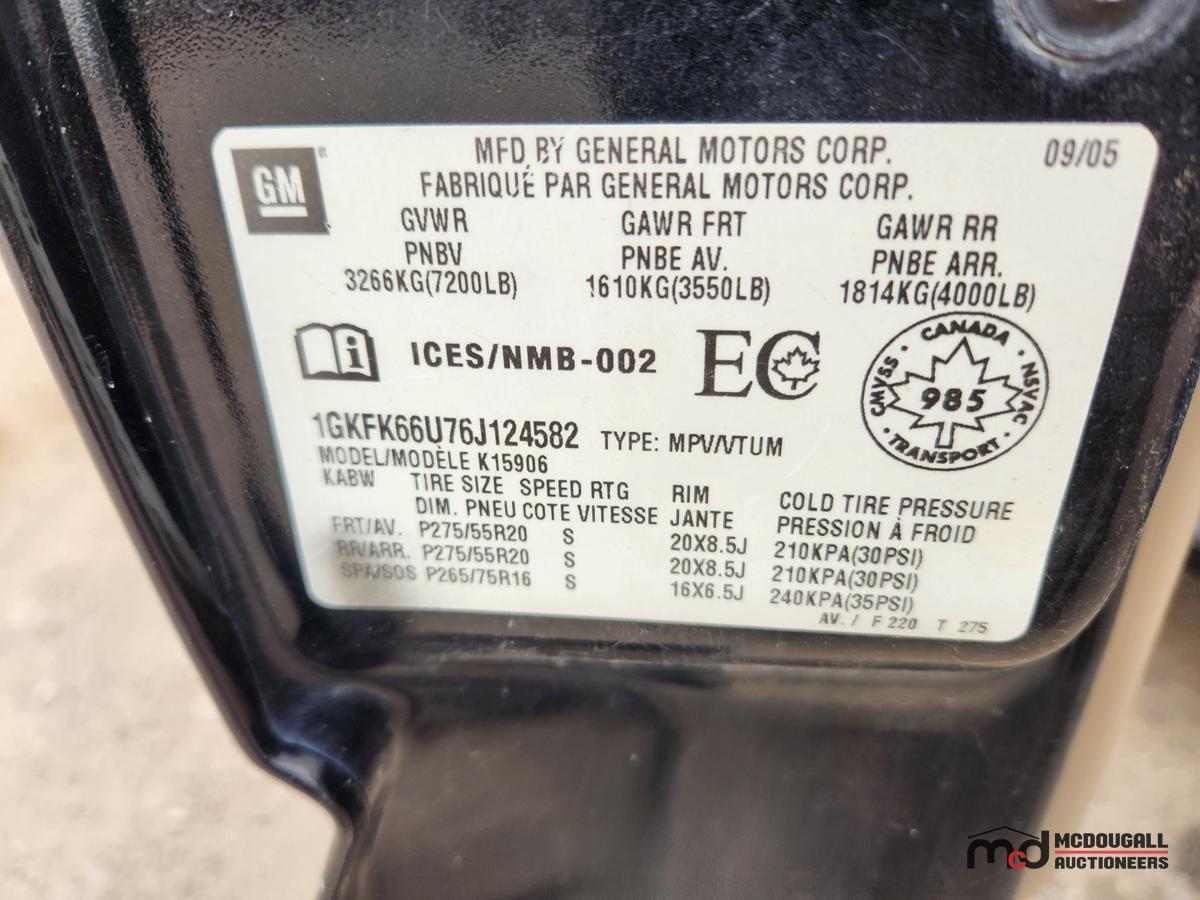 GM
MFD BY GENERAL MOTORS CORP. 09/05
FABRIQUÉ PAR GENERAL MOTORS CORP.
GVWR GAWR FRT GAWR RR
PNBV PNBE AV. PNBE ARR.
3266KG(7200LB) 1610KG(3550LB) 1814KG(4000LB)
i ICES/NMB-002 EC
CANADA
CMVSS 985 NSVAC
TRANSPORT
1GKFK66U76J124582 TYPE: MPV/VTUM
MODEL/MODÈLE K15906
KABW TIRE SIZE SPEED RTG RIM COLD TIRE PRESSURE
DIM. PNEU COTE VITESSE JANTE PRESSION À FROID
FRT/AV. P275/55R20 S 20X8.5J 210KPA(30PSI)
RR/ARR. P275/55R20 S 20X8.5J 210KPA(30PSI)
SPA/SOS P265/75R16 S 16X6.5J 240KPA(35PSI)
AV. / F 220 T 275
mcd MCDOUGALL
AUCTIONEERS